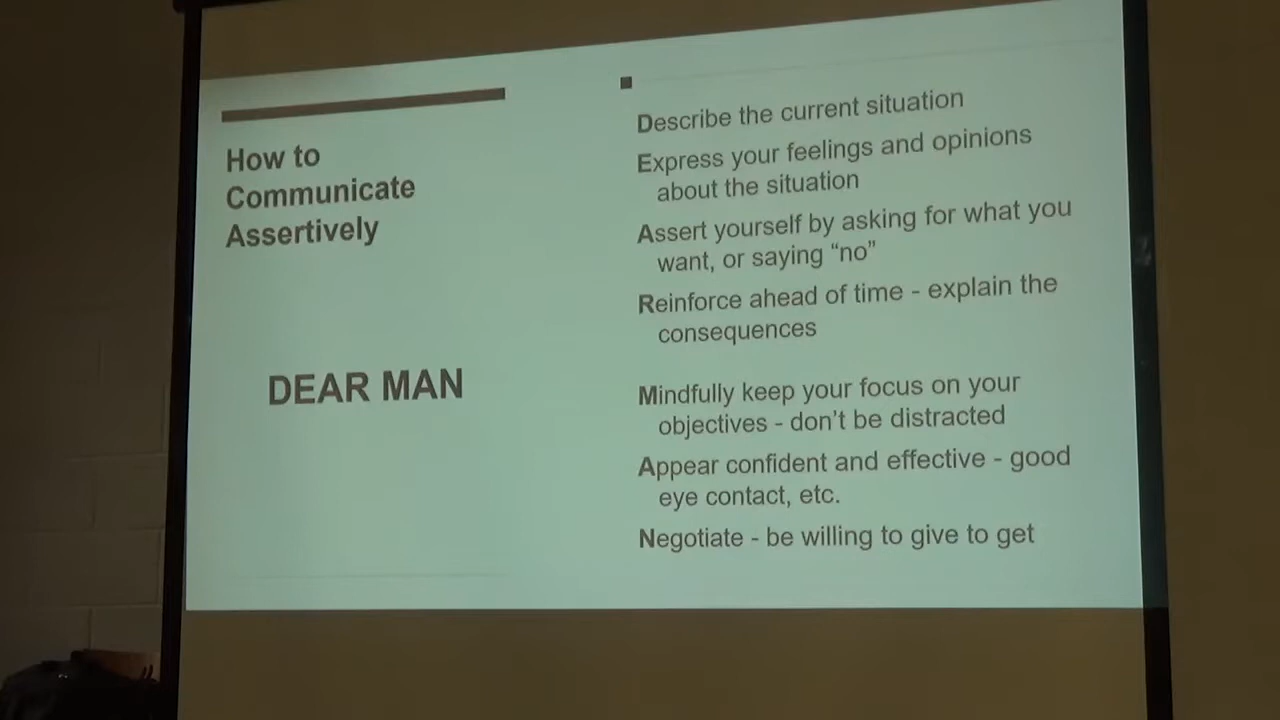 How to
Communicate
Assertively
DEAR MAN
Describe the current situation
Express your feelings and opinions
about the situation
Assert yourself by asking for what you
want, or saying “no”
Reinforce ahead of time - explain the
consequences
Mindfully keep your focus on your
objectives - don’t be distracted
Appear confident and effective - good
eye contact, etc.
Negotiate - be willing to give to get